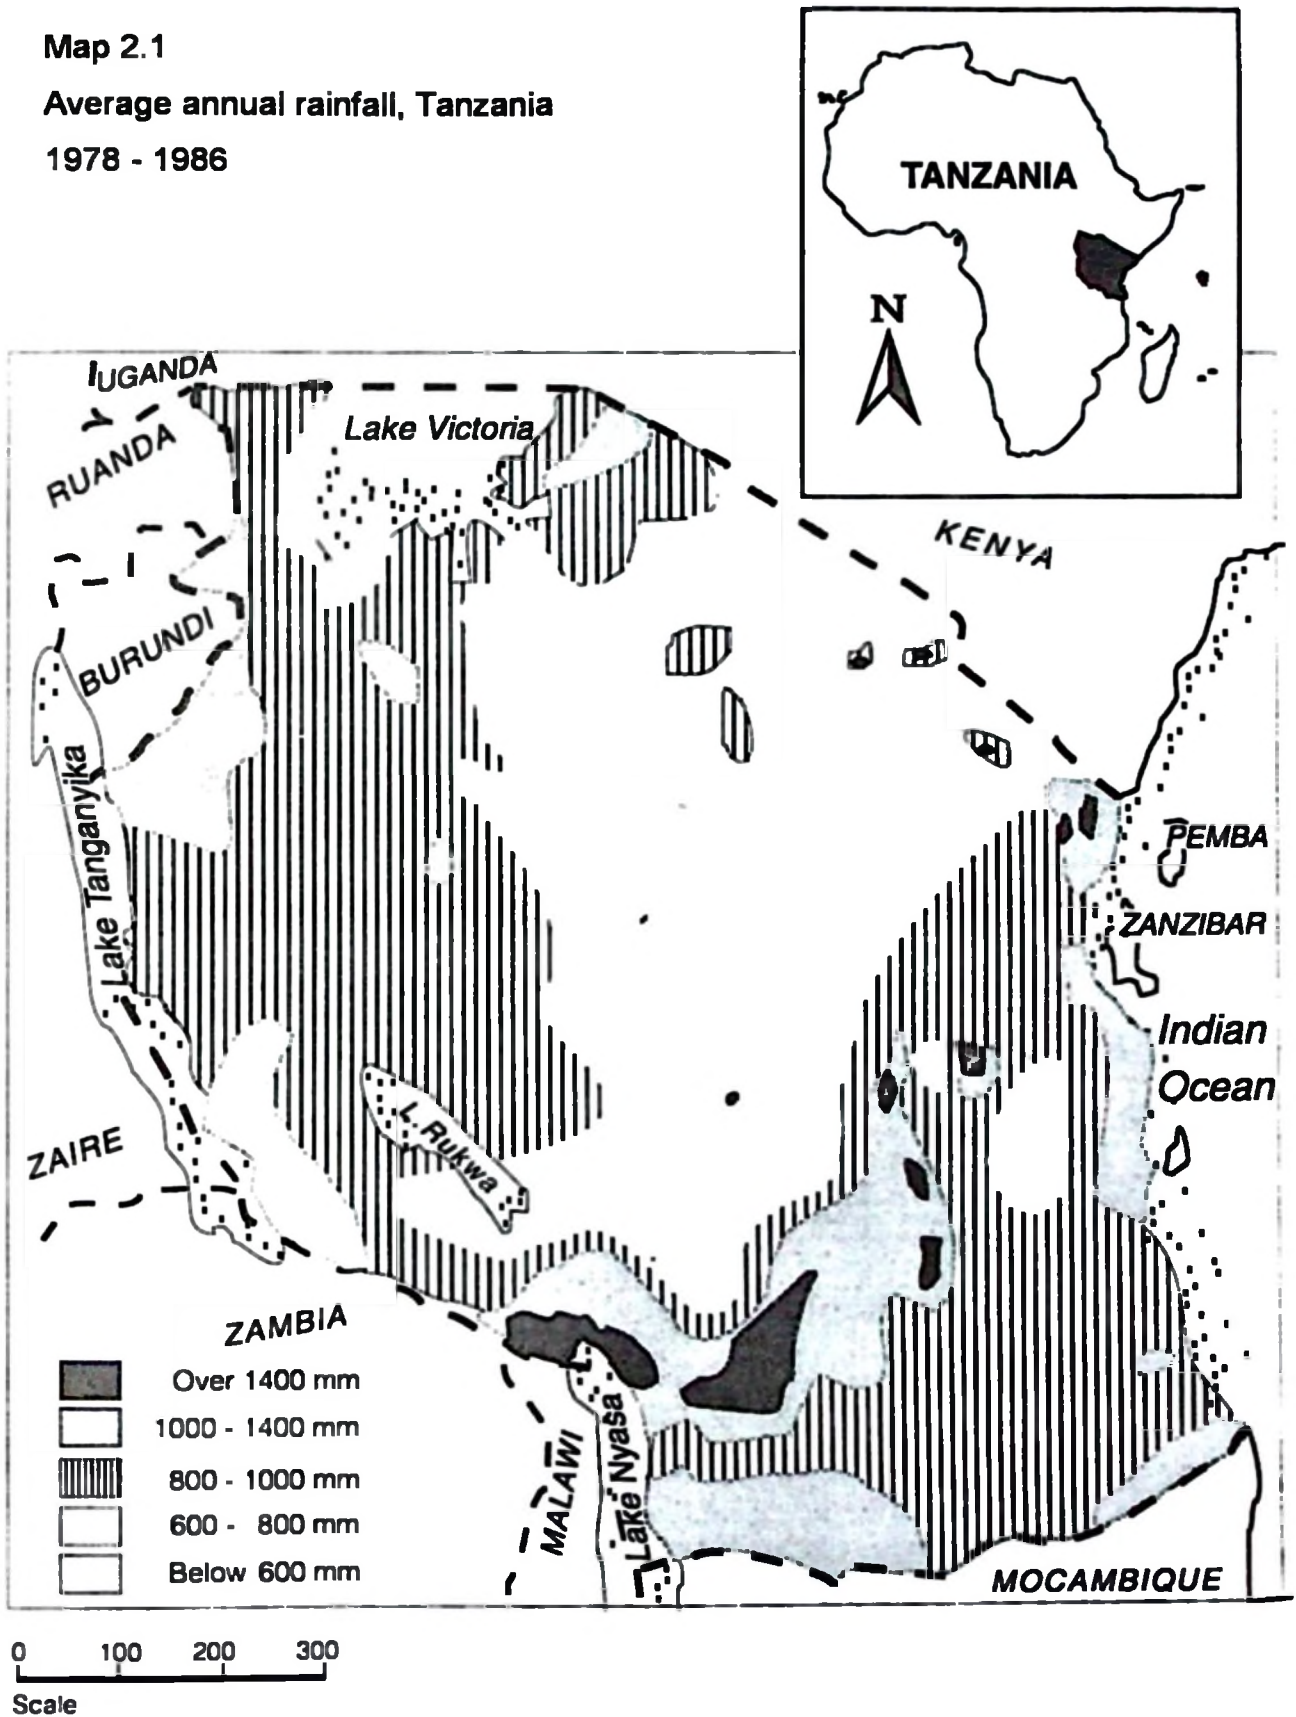 Map 2.1
Average annual rainfall, Tanzania
1978 - 1986
TANZANIA
N
UGANDA
RUANDA
Lake Victoria
KENYA
BURUNDI
Lake Tanganyika
PEMBA
ZANZIBAR
Indian
Ocean
L. Rukwa
ZAIRE
ZAMBIA
MALAWI
Lake Nyasa
MOCAMBIQUE
Over 1400 mm
1000 - 1400 mm
800 - 1000 mm
600 - 800 mm
Below 600 mm
0 100 200 300
Scale